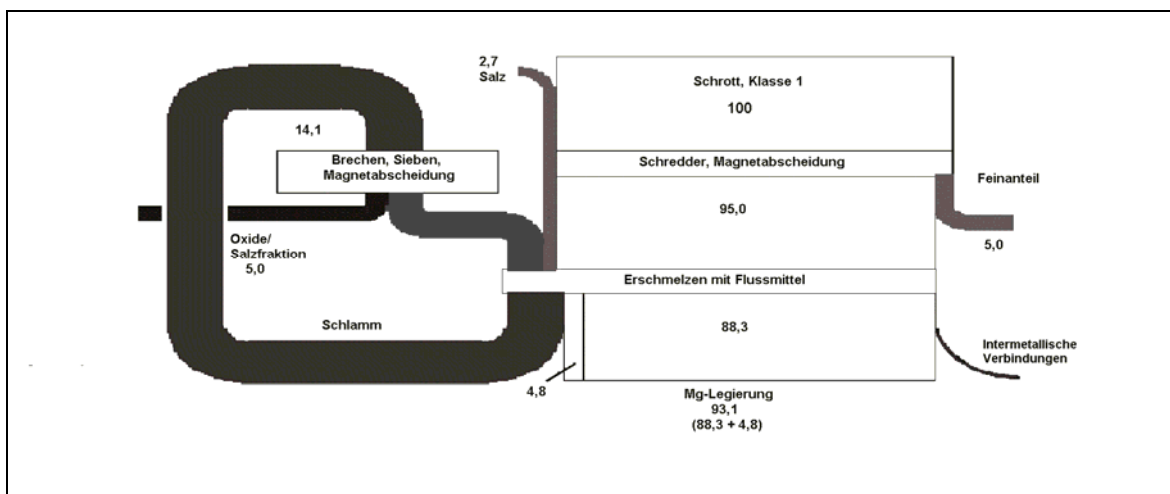 2,7
Salz
Schrott, Klasse 1
100
14,1
Brechen, Sieben,
Magnetabscheidung
Schredder, Magnetabscheidung
Feinanteil
95,0
5,0
Oxide/
Salzfraktion
5,0
Erschmelzen mit Flussmittel
Schlamm
88,3
Intermetallische
Verbindungen
4,8
Mg-Legierung
93,1
(88,3 + 4,8)